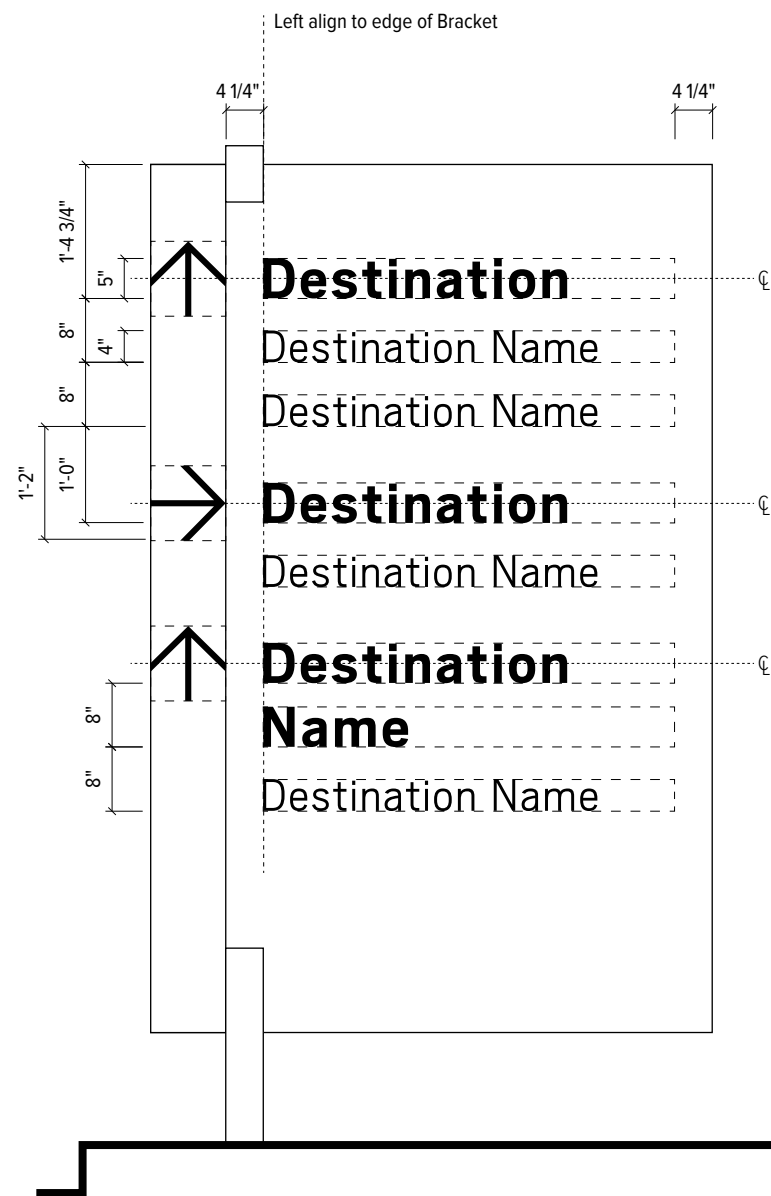 Left align to edge of Bracket
4 1/4" 4 1/4"
1'-4 3/4"
5"
Destination ℄
8"
4"
Destination Name
8"
Destination Name
1'-2"
1'-0"
Destination ℄
Destination Name
Destination ℄
8"
Name
8"
Destination Name